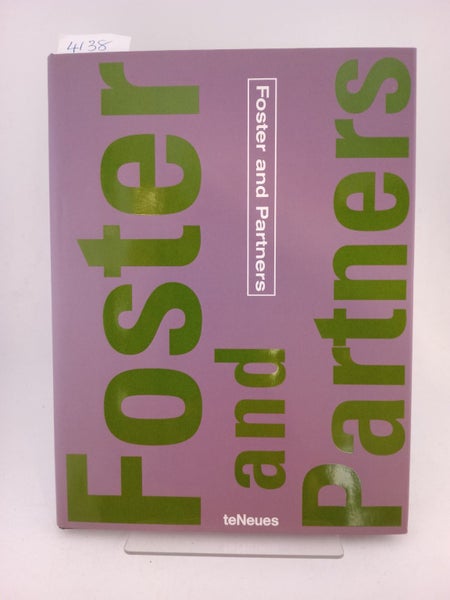 4138
Foster
and
Partners
Foster and Partners
teNeues